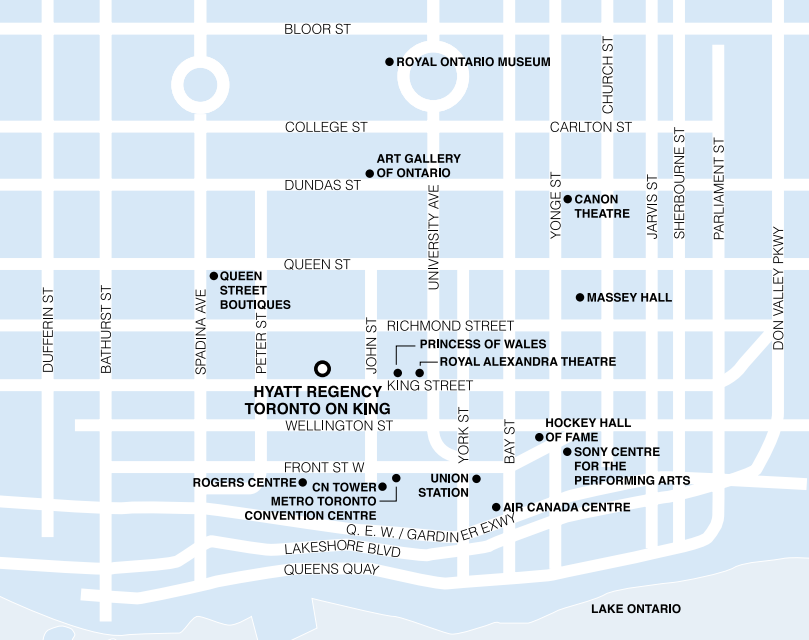 BLOOR ST
ROYAL ONTARIO MUSEUM
CHURCH ST
COLLEGE ST
CARLTON ST
ART GALLERY
OF ONTARIO
DUNDAS ST
UNIVERSITY AVE
YONGE ST
CANON
THEATRE
JARVIS ST
SHERBOURNE ST
PARLIAMENT ST
DON VALLEY PKWY
QUEEN ST
QUEEN
STREET
BOUTIQUES
MASSEY HALL
DUFFERIN ST
BATHURST ST
SPADINA AVE
PETER ST
JOHN ST
RICHMOND STREET
PRINCESS OF WALES
ROYAL ALEXANDRA THEATRE
KING STREET
HYATT REGENCY
TORONTO ON KING
WELLINGTON ST
YORK ST
BAY ST
HOCKEY HALL
OF FAME
SONY CENTRE
FOR THE
PERFORMING ARTS
FRONT ST W
ROGERS CENTRE
CN TOWER
METRO TORONTO
CONVENTION CENTRE
UNION
STATION
AIR CANADA CENTRE
Q. E. W. / GARDINER EXWY
LAKESHORE BLVD
QUEENS QUAY
LAKE ONTARIO